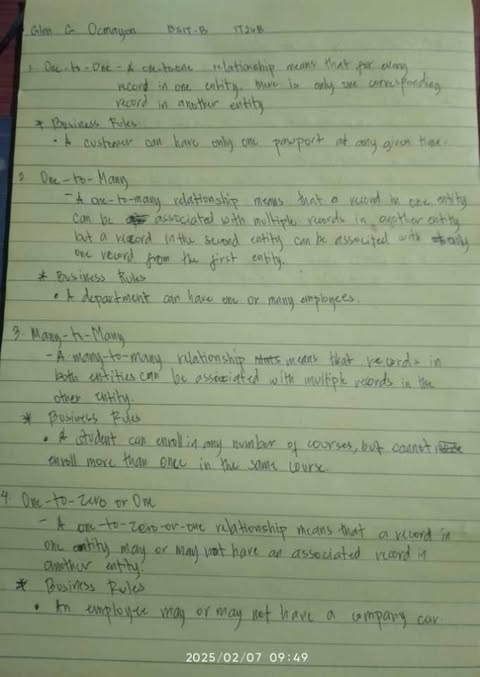 Glen G Ocmayon BSIT-B IT2UB
1. One-to-One - A one-to-one relationship means that for every
record in one entity. there is only one corresponding
record in another entity
* Business Rules
• A customer can have only one passport at any given time.
2. One-to-Many
- A one-to-many relationship means that a record in one entity
can be associated with multiple records in another entity
but a record in the second entity can be associted with only
one record from the first entity.
* Business Rules
• A department can have one or many employees.
3. Many-to-Many
- A many-to-many relationship means that records in
both entities can be associated with multiple records in the
other entity.
* Business Rules
• A student can enroll in any number of courses, but cannot
enroll more than once in the same course
4. One-to-zero or One
- A one-to-zero-or-one relationship means that a record in
one entity may or may not have an associated record in
another entity.
* Business Rules
• An employee may or may not have a company car
2025/02/07 09:49